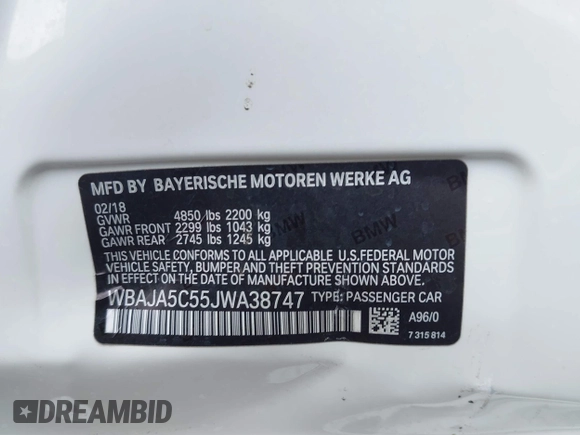 MFD BY BAYERISCHE MOTOREN WERKE AG
02/18
GVWR 4850 lbs 2200 kg
GAWR FRONT 2299 lbs 1043 kg
GAWR REAR 2745 lbs 1245 kg
THIS VEHICLE CONFORMS TO ALL APPLICABLE U.S.FEDERAL MOTOR
VEHICLE SAFETY, BUMPER AND THEFT PREVENTION STANDARDS
IN EFFECT ON THE DATE OF MANUFACTURE SHOWN ABOVE.
WBAJA5C55JWA38747 TYPE: PASSENGER CAR
A96/0
7 315 814
BMW
BMW
BMW
DREAMBID